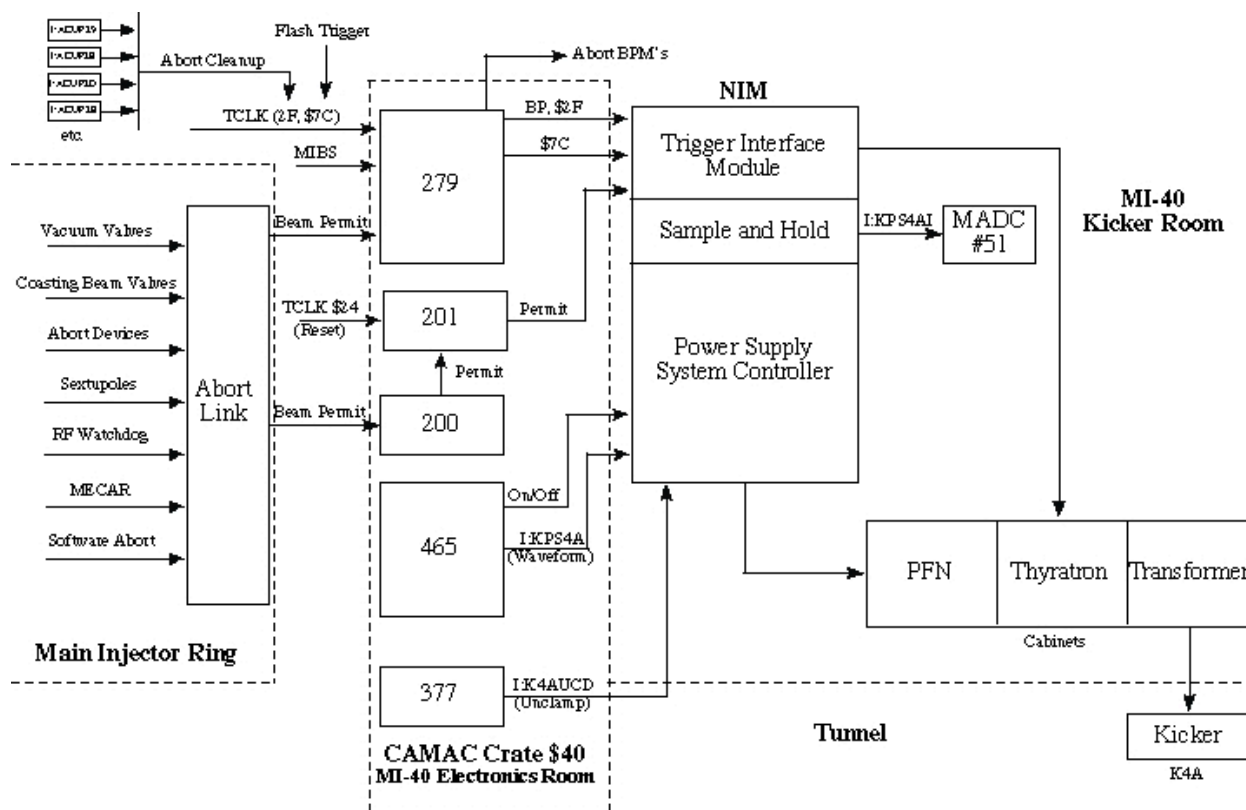 I:ACUP19
I:ACUP18
etc.
Flash Trigger
Abort Cleanup
TCLK (2F, $7C)
MIBS
Abort BPM's
279
BP, $2F
$7C
NIM
Trigger Interface
Module
Sample and Hold
I:KPS4AI
MADC
#51
MI-40
Kicker Room
Vacuum Valves
Coasting Beam Valves
Abort Devices
Sextupoles
RF Watchdog
MECAR
Software Abort
Abort
Link
Beam Permit
Beam Permit
Main Injector Ring
TCLK $24
(Reset)
201
Permit
Permit
200
465
On/Off
I:KPS4A
(Waveform)
377
I:K4AUCD
(Unclamp)
CAMAC Crate $40
MI-40 Electronics Room
Power Supply
System Controller
PFN
Thyratron
Transformer
Cabinets
Tunnel
Kicker
K4A